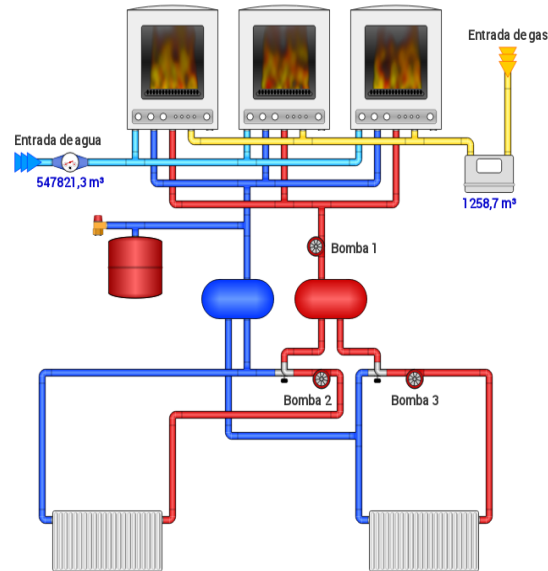 Entrada de gas
Entrada de agua
547821,3 m³
1258,7 m³
Bomba 1
Bomba 2
Bomba 3